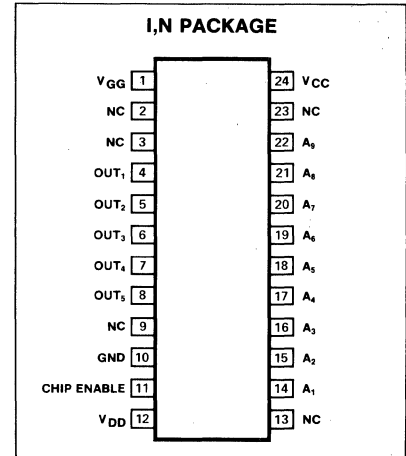 I,N PACKAGE
VGG 1 24 VCC
NC 2 23 NC
NC 3 22 A₉
OUT₁ 4 21 A₈
OUT₂ 5 20 A₇
OUT₃ 6 19 A₆
OUT₄ 7 18 A₅
OUT₅ 8 17 A₄
NC 9 16 A₃
GND 10 15 A₂
CHIP ENABLE 11 14 A₁
VDD 12 13 NC